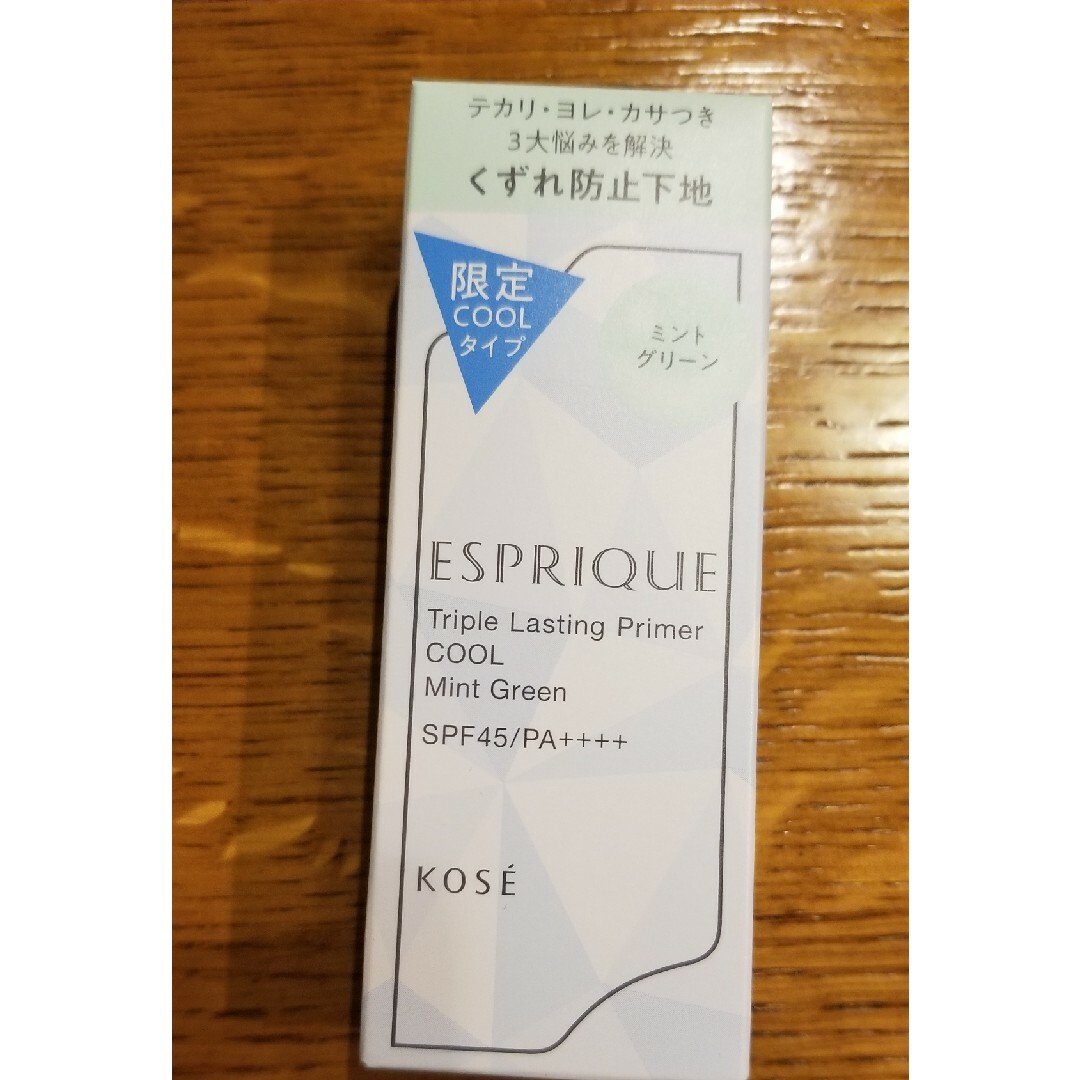 テカリ・ヨレ・カサつき
3大悩みを解決
くずれ防止下地
限定
COOL
タイプ
ミント
グリーン
ESPRIQUE
Triple Lasting Primer
COOL
Mint Green
SPF45/PA++++
KOSÉ